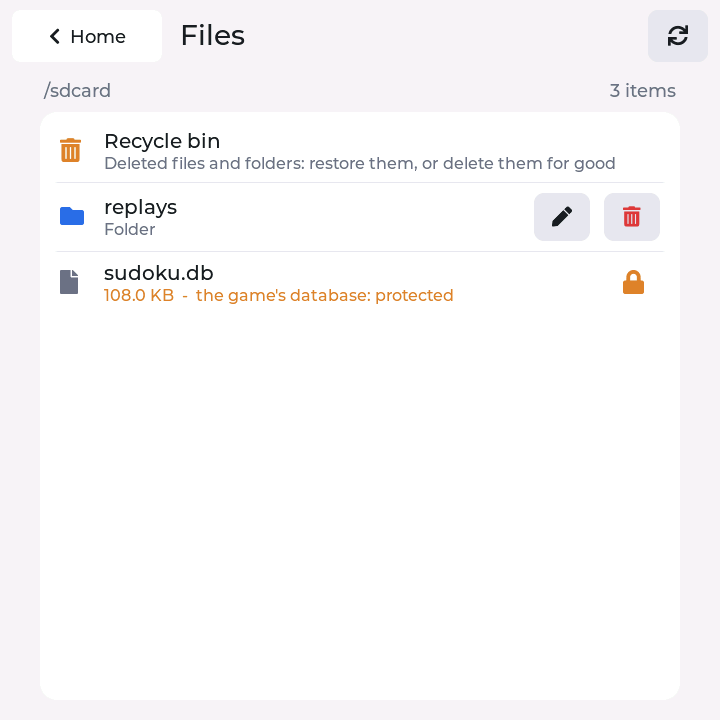 Home
Files
/sdcard
3 items
Recycle bin
Deleted files and folders: restore them, or delete them for good
replays
Folder
sudoku.db
108.0 KB - the game's database: protected